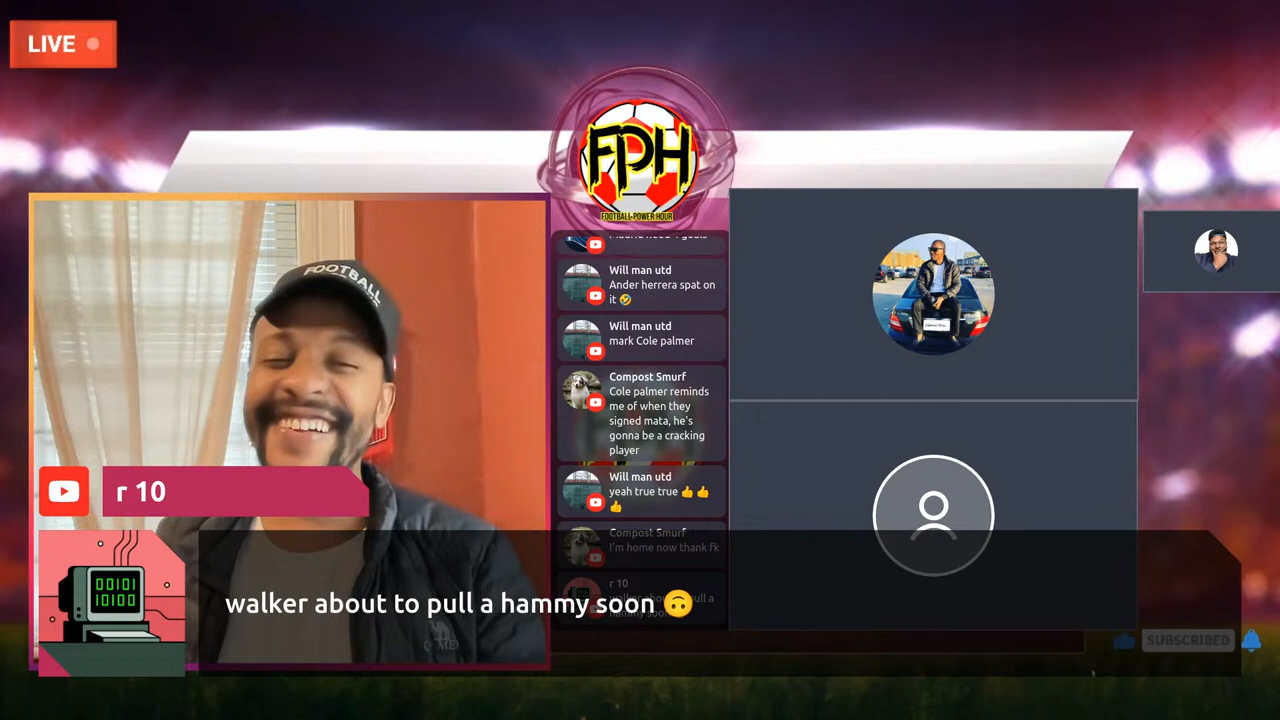 LIVE
FPH
FOOTBALL POWER HOUR
FOOTBALL
Will man utd
Ander herrera spat on
it 🤣
Will man utd
mark Cole palmer
Compost Smurf
Cole palmer reminds
me of when they
signed mata, he's
gonna be a cracking
player
Will man utd
yeah true true 👍 👍
👍
Compost Smurf
I'm home now thank fk
r 10
r 10
00101
10100
walker about to pull a hammy soon 🙃
SUBSCRIBED